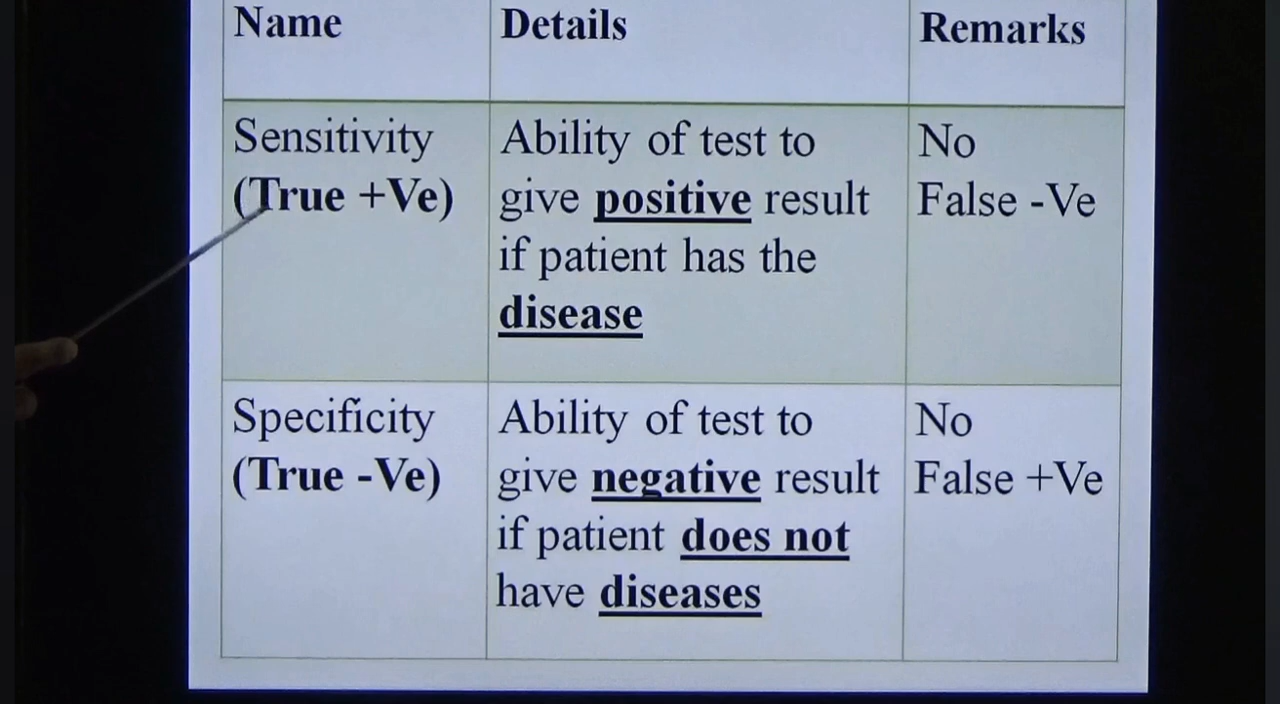 Name Details Remarks
Sensitivity Ability of test to No
(True +Ve) give positive result False -Ve
if patient has the
disease
Specificity Ability of test to No
(True -Ve) give negative result False +Ve
if patient does not
have diseases